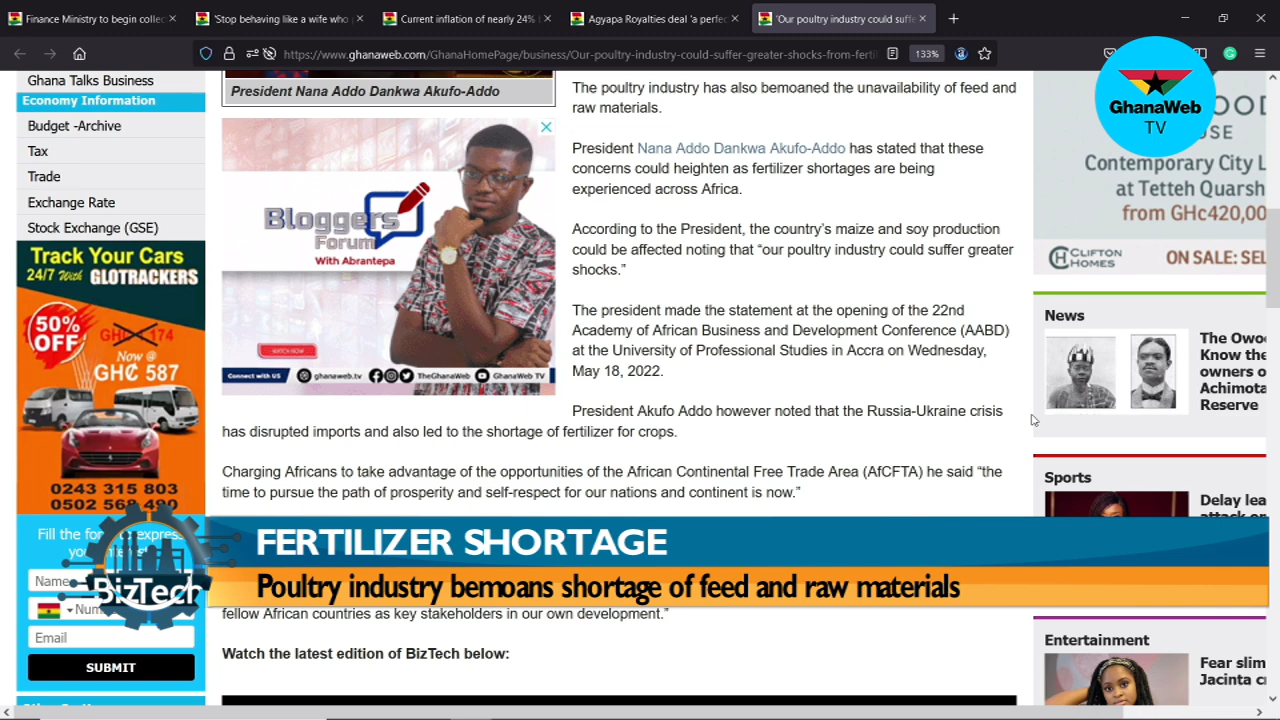 Finance Ministry to begin collec
'Stop behaving like a wife who
Current inflation of nearly 24%
Agyapa Royalties deal 'a perfec
'Our poultry industry could suffe
https://www.ghanaweb.com/GhanaHomePage/business/Our-poultry-industry-could-suffer-greater-shocks-from-ferti
133%
GhanaWeb
TV
Ghana Talks Business
Economy Information
Budget -Archive
Tax
Trade
Exchange Rate
Stock Exchange (GSE)
Track Your Cars
24/7 With GLOTRACKERS
50%
OFF
Now @
GH₵ 587
0243 315 803
Fill the
Name
Email
SUBMIT
President Nana Addo Dankwa Akufo-Addo
Bloggers
Forum
With Abrantepa
WATCH NOW
Connect with US
ghanaweb.tv
TheGhanaWeb
GhanaWeb TV
The poultry industry has also bemoaned the unavailability of feed and
raw materials.
President Nana Addo Dankwa Akufo-Addo has stated that these
concerns could heighten as fertilizer shortages are being
experienced across Africa.
According to the President, the country's maize and soy production
could be affected noting that “our poultry industry could suffer greater
shocks.”
The president made the statement at the opening of the 22nd
Academy of African Business and Development Conference (AABD)
at the University of Professional Studies in Accra on Wednesday,
May 18, 2022.
President Akufo Addo however noted that the Russia-Ukraine crisis
has disrupted imports and also led to the shortage of fertilizer for crops.
Charging Africans to take advantage of the opportunities of the African Continental Free Trade Area (AfCFTA) he said “the
time to pursue the path of prosperity and self-respect for our nations and continent is now.”
BizTech
FERTILIZER SHORTAGE
Poultry industry bemoans shortage of feed and raw materials
fellow African countries as key stakeholders in our own development.”
Watch the latest edition of BizTech below:
Contemporary City L
at Tetteh Quarsh
from GHc420,00
CLIFTON
HOMES
ON SALE: SEL
News
The Owo
Know the
owners o
Achimota
Reserve
Sports
Delay lea
Entertainment
Fear slim
Jacinta c